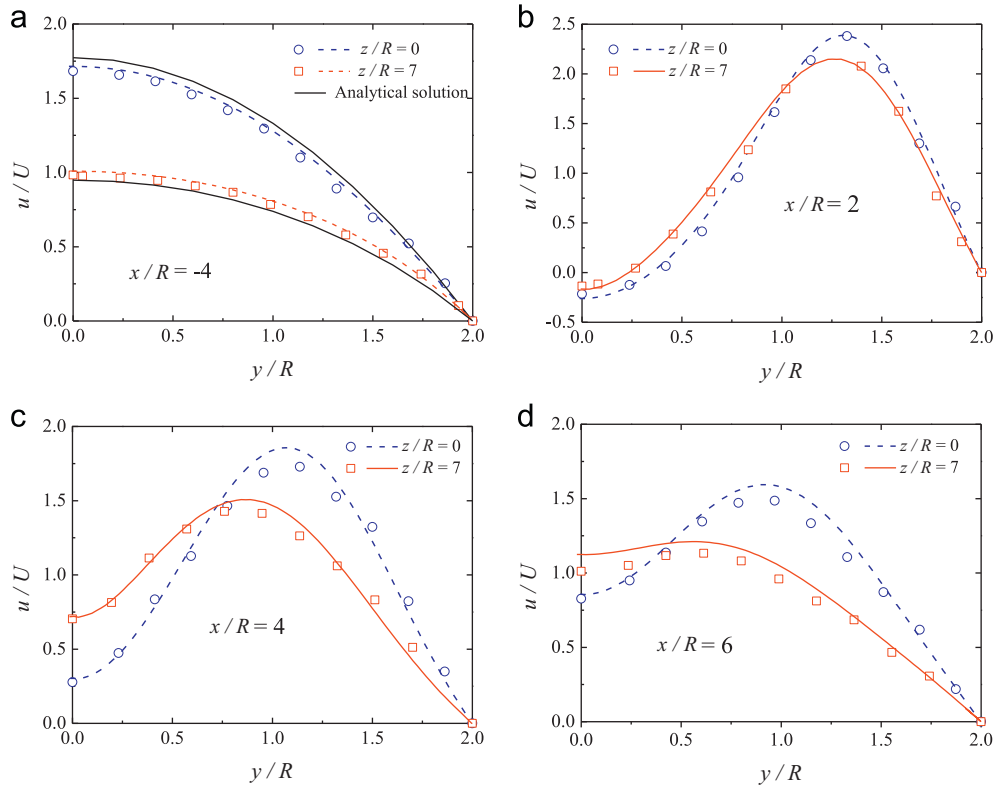 a
2.0
1.5
1.0
0.5
0.0
u / U
z / R = 0
z / R = 7
Analytical solution
x / R = -4
0.0 0.5 1.0 1.5 2.0
y / R
b
2.5
2.0
1.5
1.0
0.5
0.0
-0.5
u / U
z / R = 0
z / R = 7
x / R = 2
0.0 0.5 1.0 1.5 2.0
y / R
c
2.0
1.5
1.0
0.5
0.0
u / U
z / R = 0
z / R = 7
x / R = 4
0.0 0.5 1.0 1.5 2.0
y / R
d
2.0
1.5
1.0
0.5
0.0
u / U
z / R = 0
z / R = 7
x / R = 6
0.0 0.5 1.0 1.5 2.0
y / R